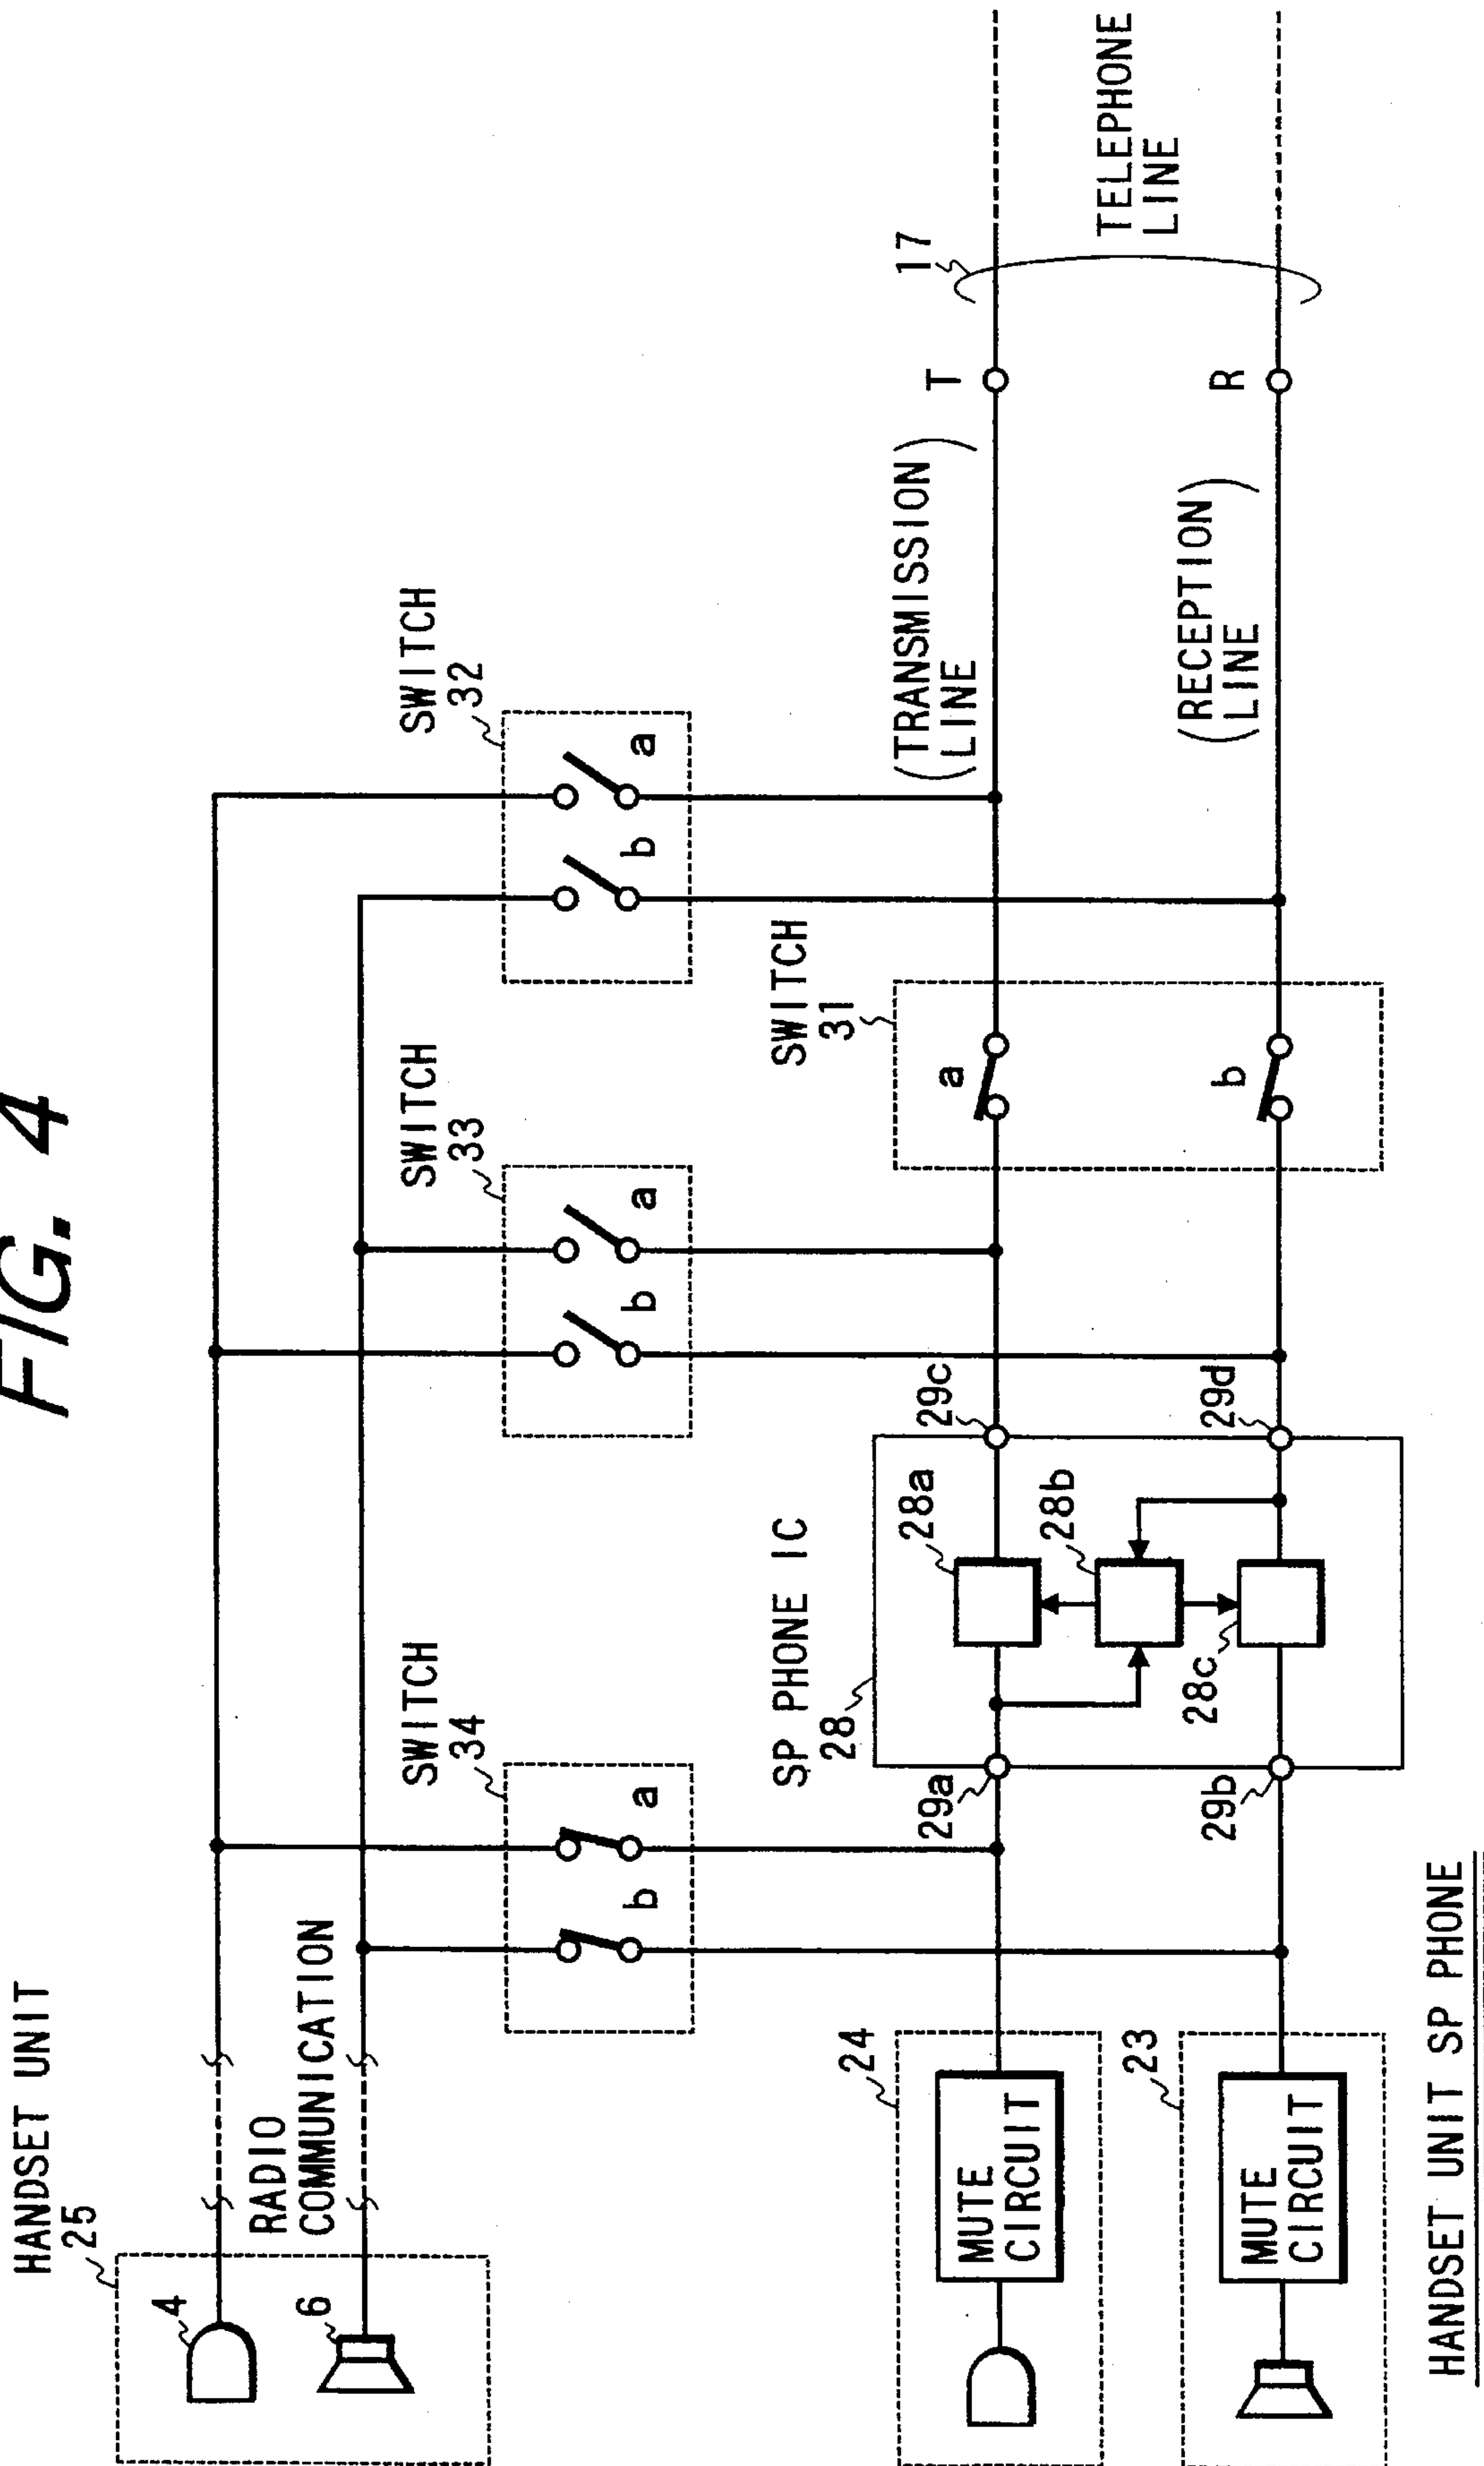 FIG. 4
HANDSET UNIT
25
4
6
RADIO
COMMUNICATION
SWITCH
34
a
b
SWITCH
33
a
b
SWITCH
32
a
b
SWITCH
31
a
b
SP PHONE IC
28
28a
28b
28c
29a
29b
29c
29d
24
MUTE
CIRCUIT
23
MUTE
CIRCUIT
(TRANSMISSION
LINE)
T
(RECEPTION
LINE)
R
17
TELEPHONE
LINE
HANDSET UNIT SP PHONE